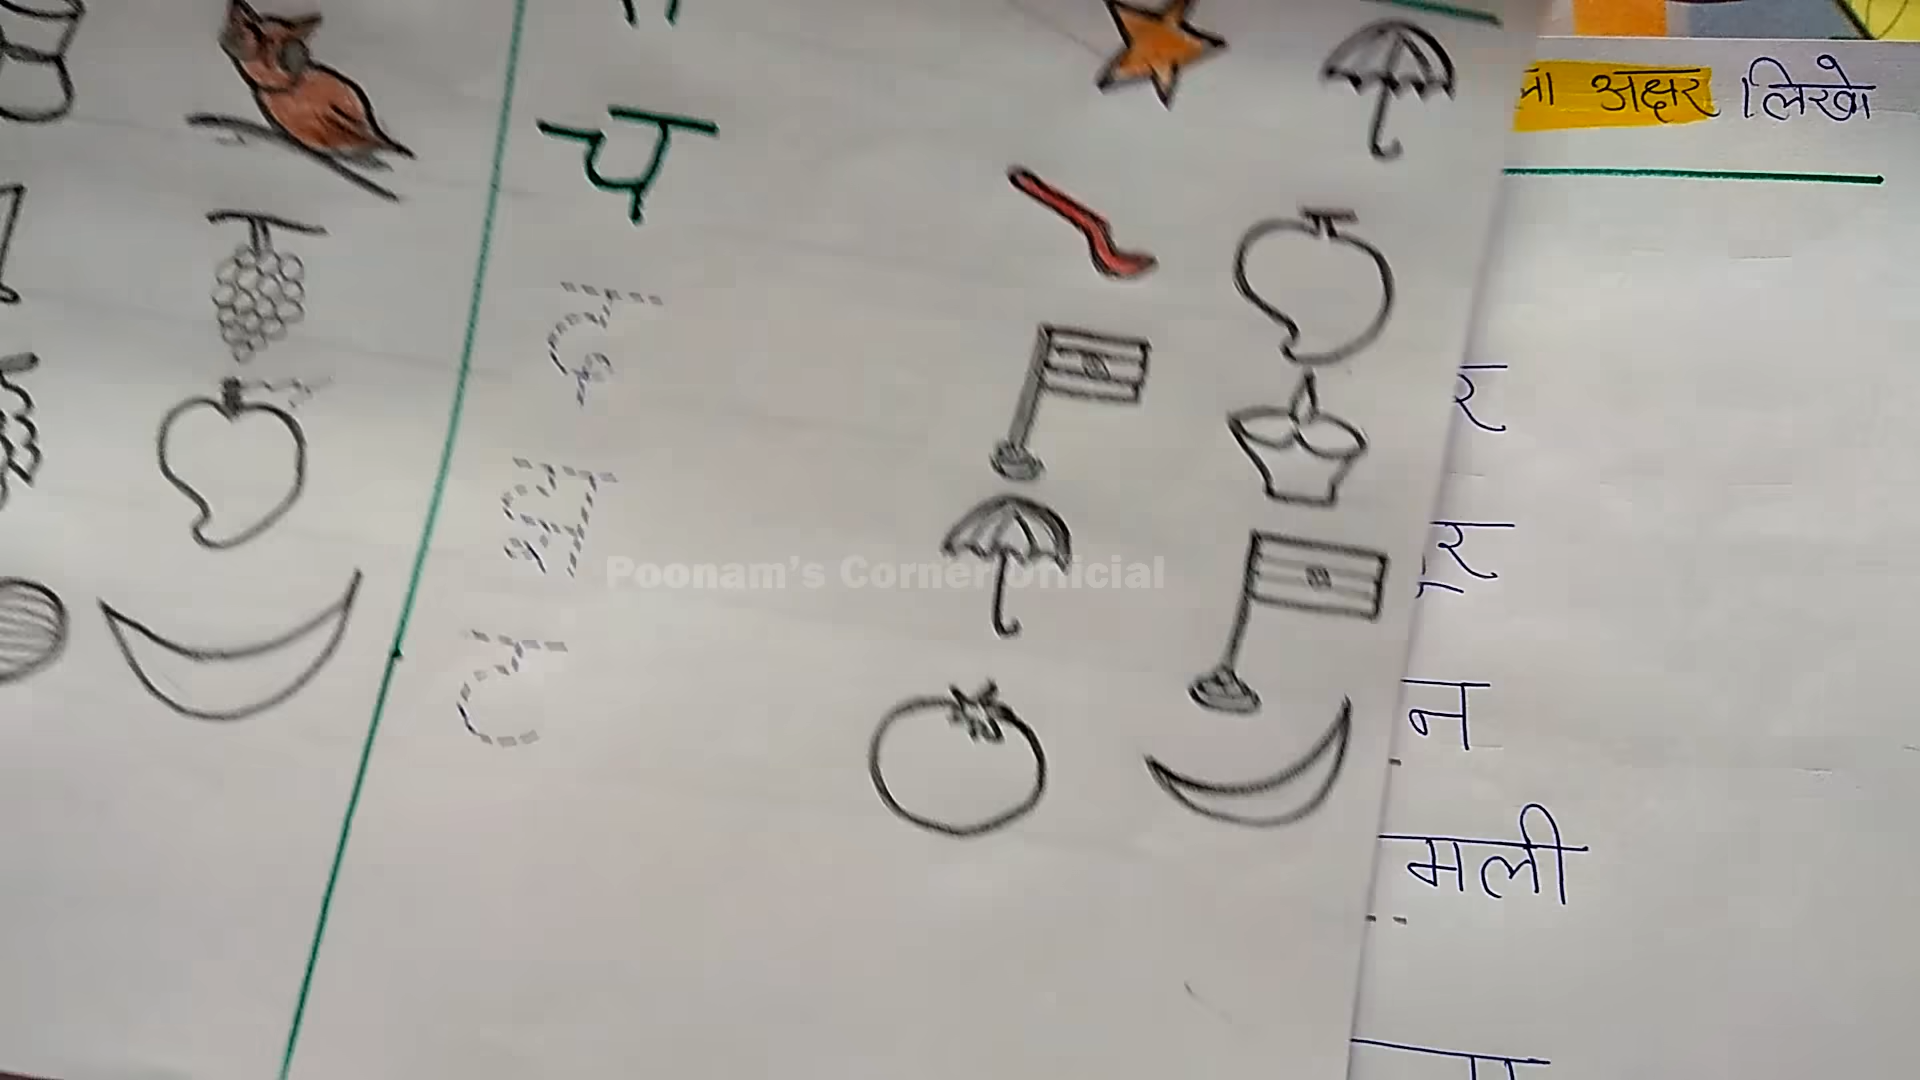 अक्षर लिखो
प
द
झ
ट
Poonam's Corner Official
र
स
न
मली